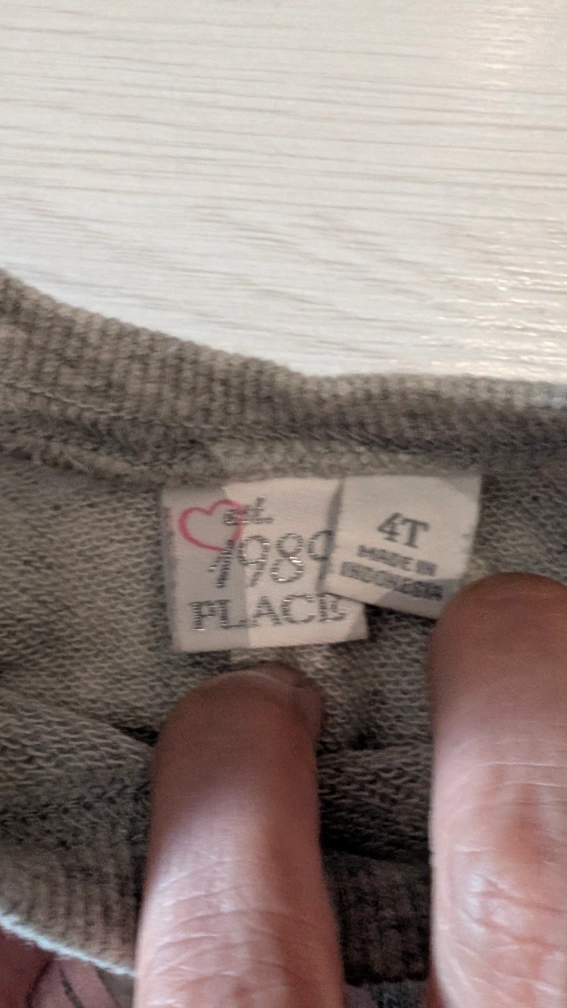 est.
1989
PLACE
4T
MADE IN
INDONESIA